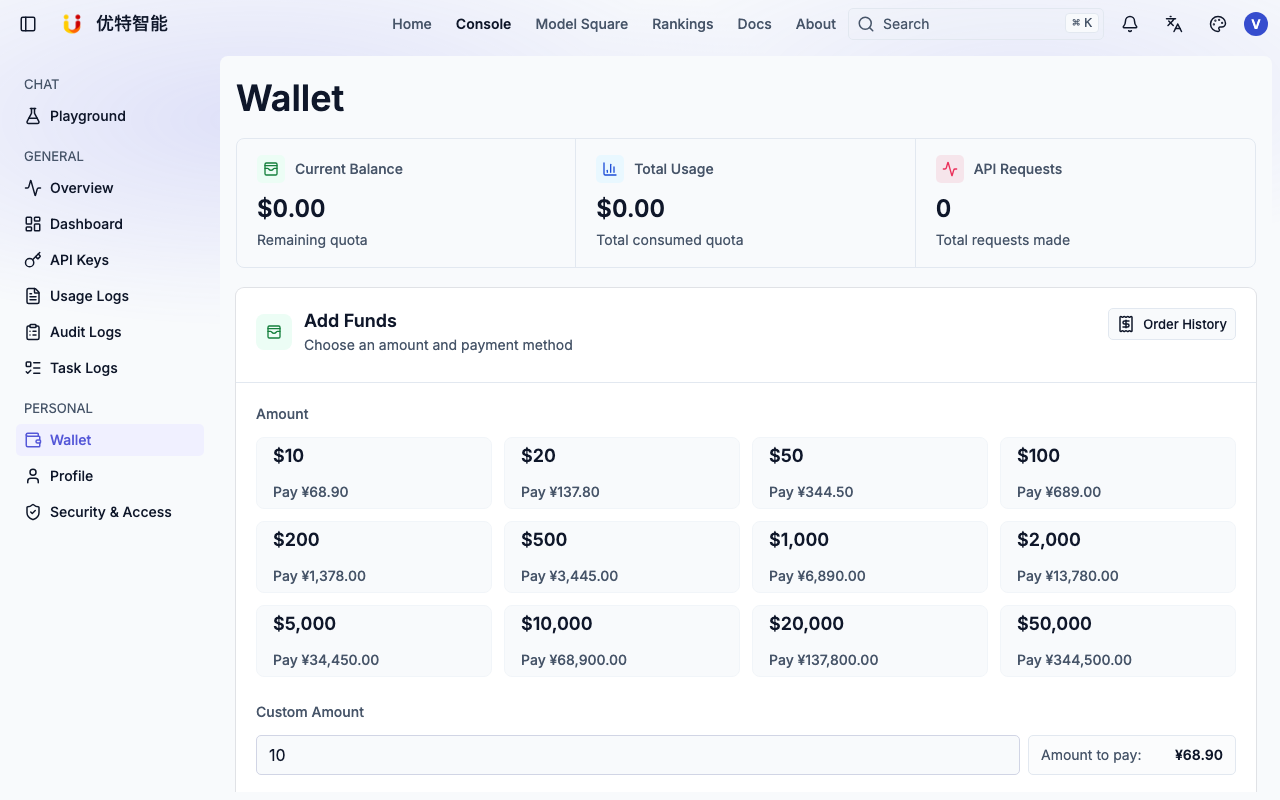 优特智能
Home
Console
Model Square
Rankings
Docs
About
Search
⌘ K
V
CHAT
Playground
GENERAL
Overview
Dashboard
API Keys
Usage Logs
Audit Logs
Task Logs
PERSONAL
Wallet
Profile
Security & Access
Wallet
Current Balance
$0.00
Remaining quota
Total Usage
$0.00
Total consumed quota
API Requests
0
Total requests made
Add Funds
Choose an amount and payment method
Order History
Amount
$10
Pay ¥68.90
$20
Pay ¥137.80
$50
Pay ¥344.50
$100
Pay ¥689.00
$200
Pay ¥1,378.00
$500
Pay ¥3,445.00
$1,000
Pay ¥6,890.00
$2,000
Pay ¥13,780.00
$5,000
Pay ¥34,450.00
$10,000
Pay ¥68,900.00
$20,000
Pay ¥137,800.00
$50,000
Pay ¥344,500.00
Custom Amount
10
Amount to pay: ¥68.90